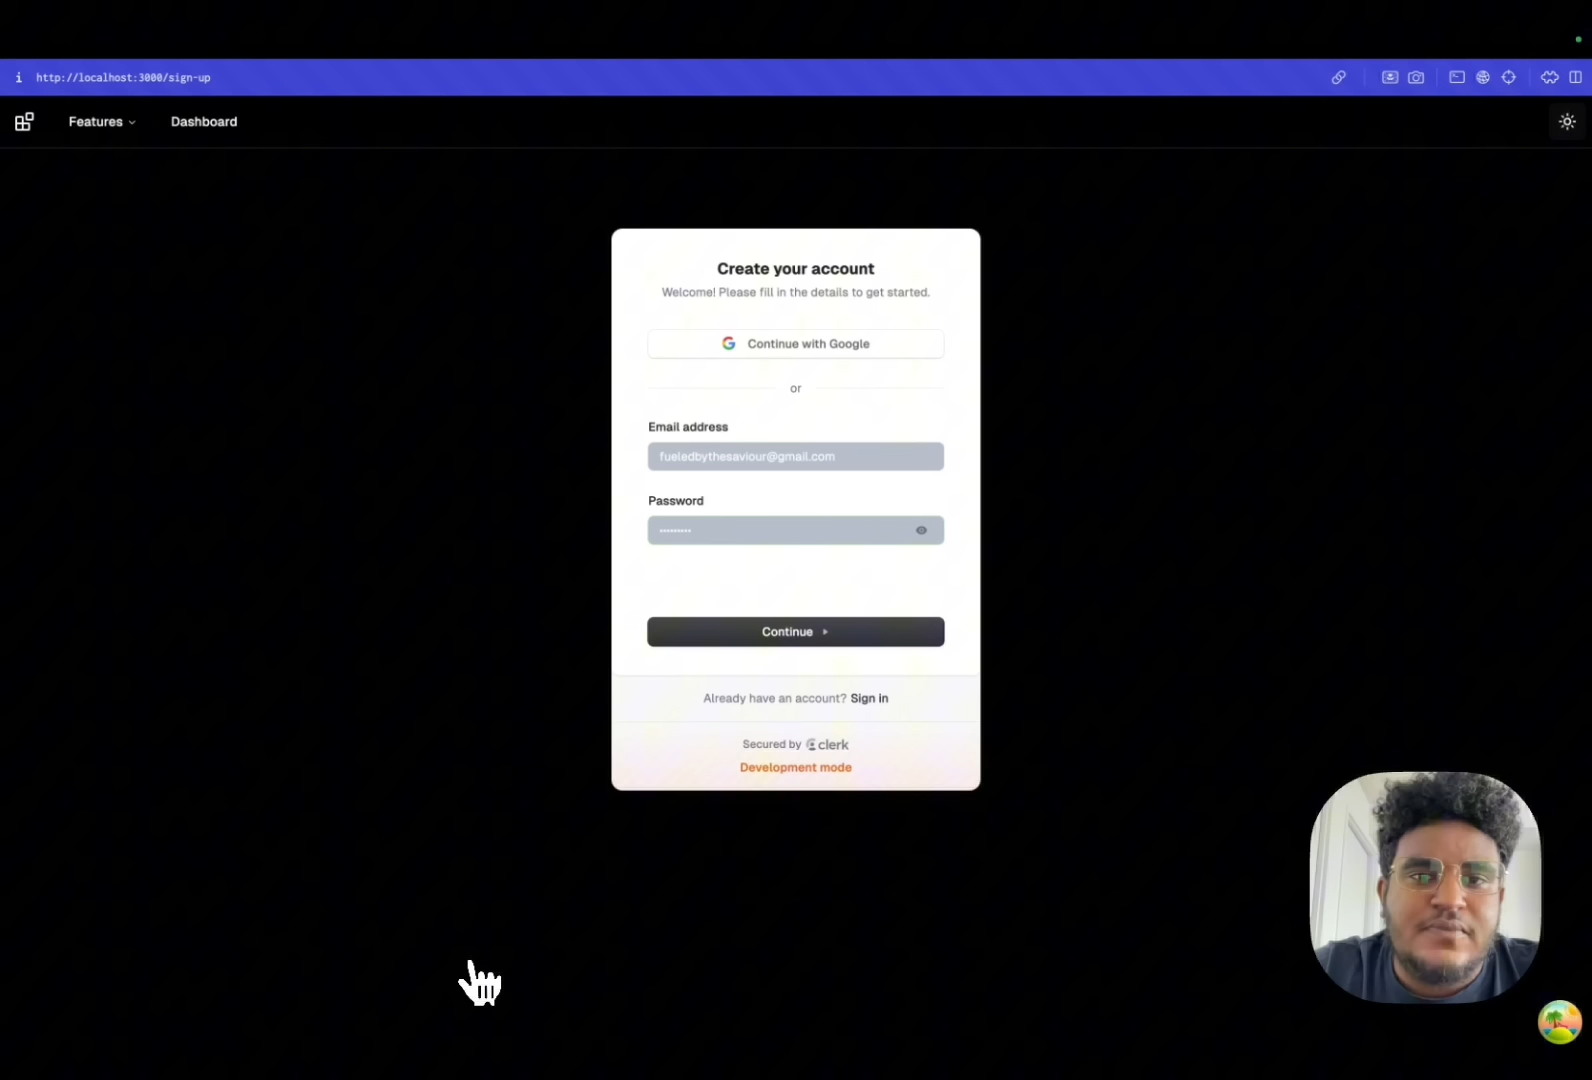 i http://localhost:3000/sign-up
Features Dashboard
Create your account
Welcome! Please fill in the details to get started.
Continue with Google
or
Email address
fueledbythesaviour@gmail.com
Password
•••••••••
Continue
Already have an account? Sign in
Secured by clerk
Development mode